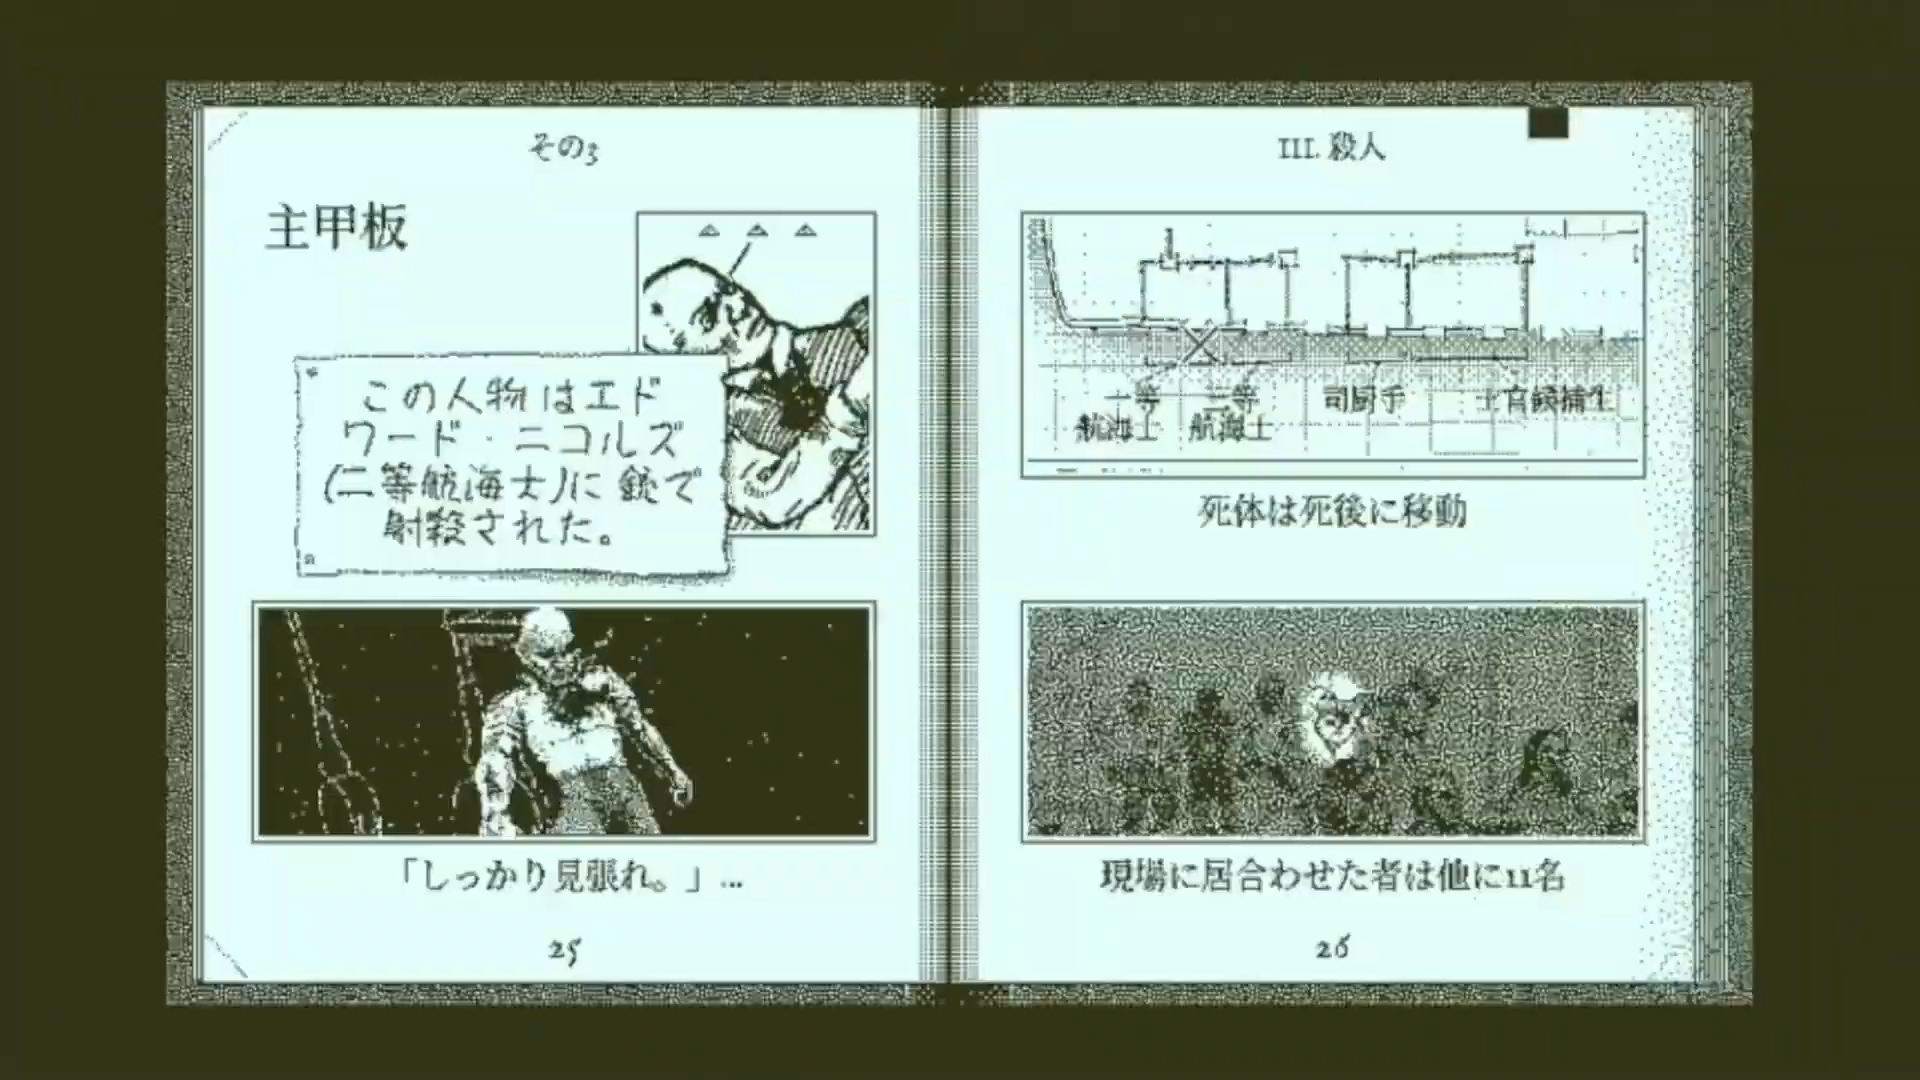 その3
主甲板
この人物はエド
ワード・ニコルズ
(二等航海士)に銃で
射殺された。
「しっかり見張れ。」...
25
III. 殺人
一等
航海士
二等
航海士
司厨手
士官候補生
死体は死後に移動
現場に居合わせた者は他に11名
26